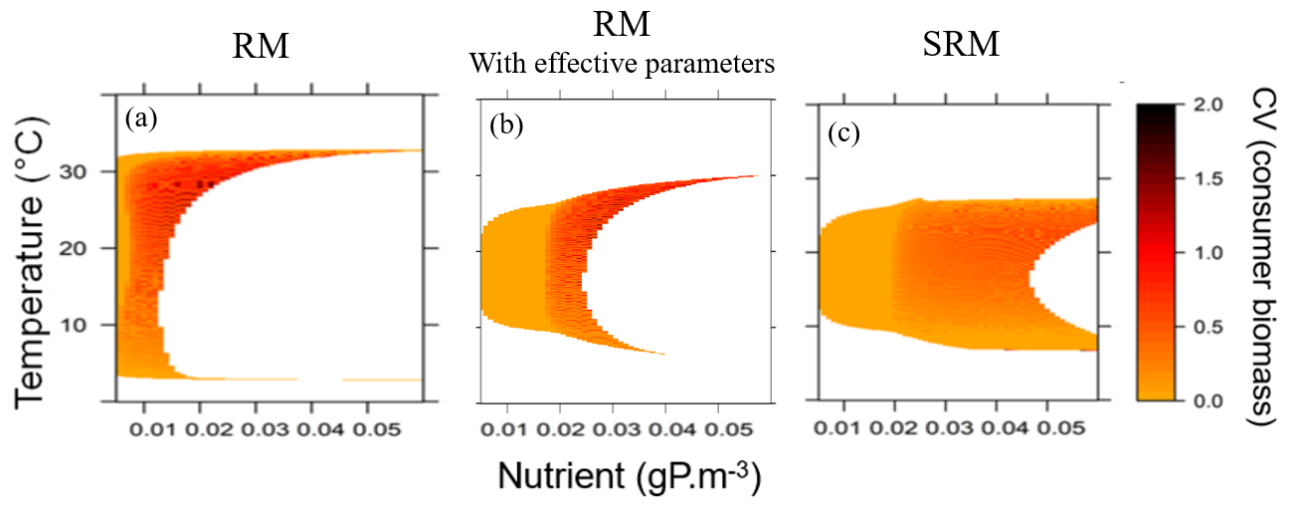 RM
RM
With effective parameters
SRM
(a)
(b)
(c)
Temperature (°C)
30
20
10
0.01 0.02 0.03 0.04 0.05
0.01 0.02 0.03 0.04 0.05
0.01 0.02 0.03 0.04 0.05
Nutrient (gP.m-3)
2.0
1.5
1.0
0.5
0.0
CV (consumer biomass)